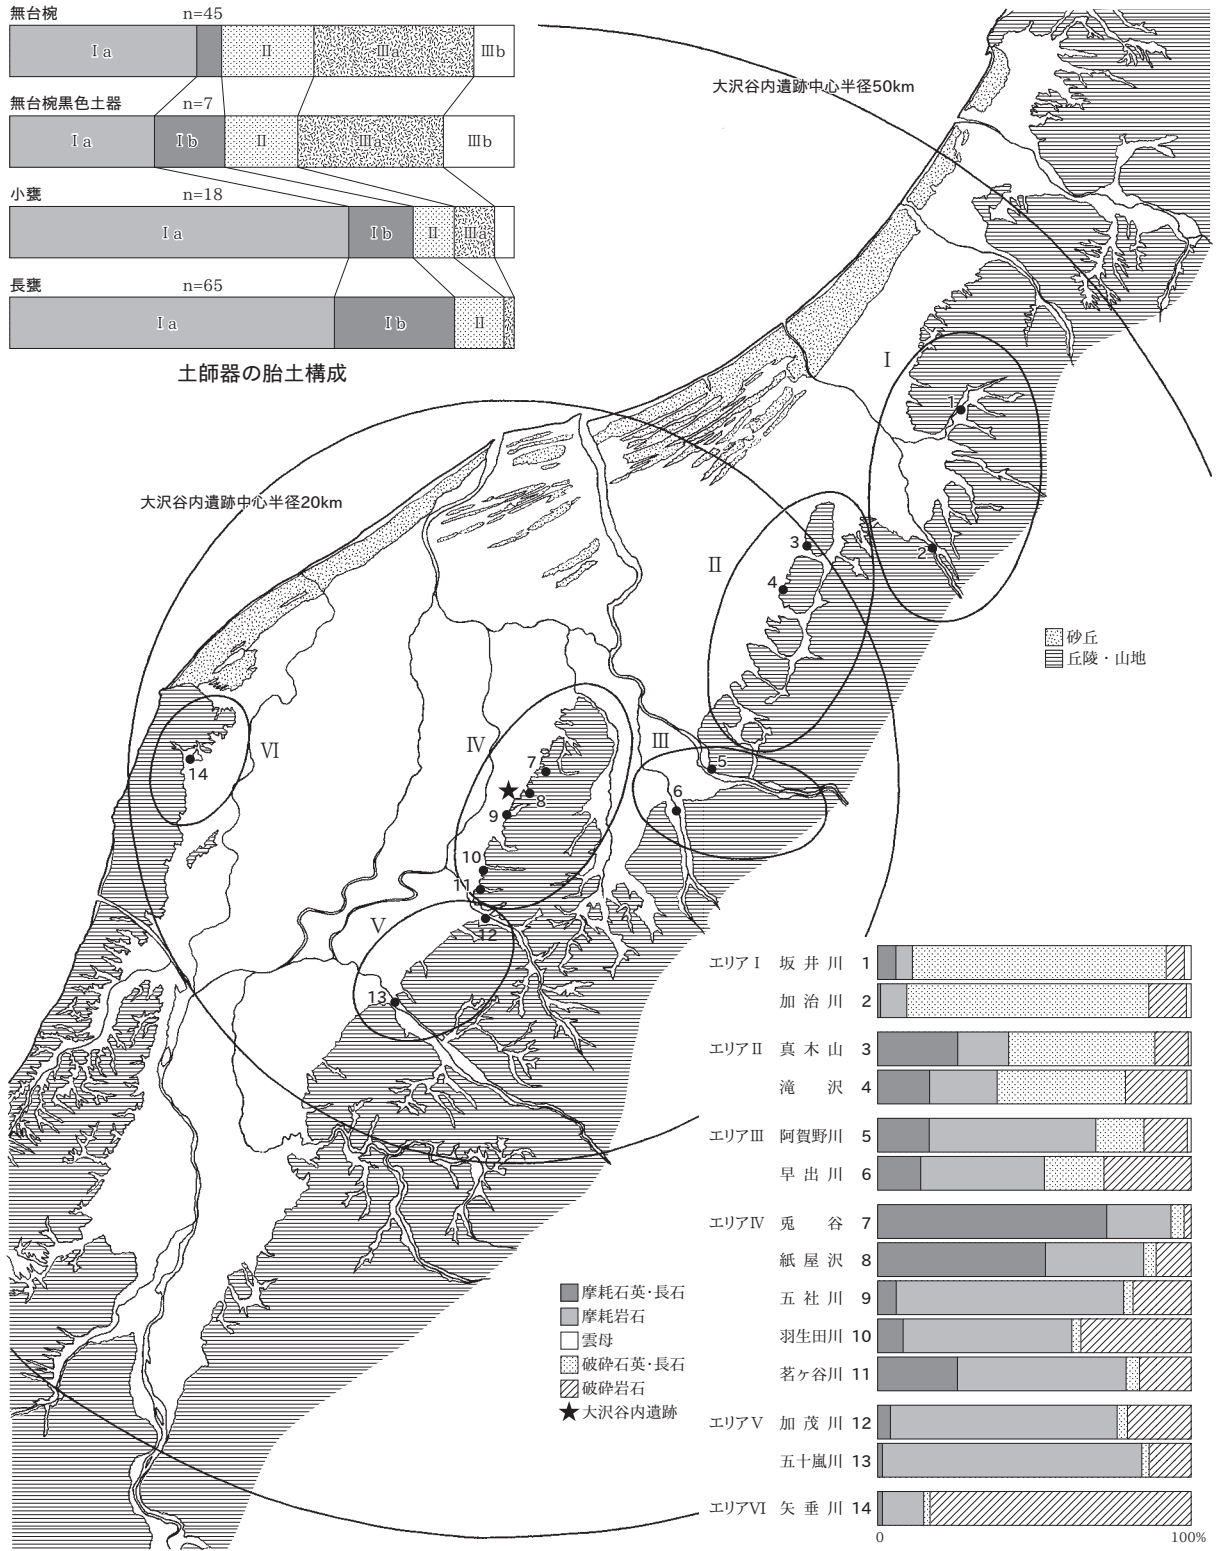 無台椀 n=45
Ⅰa Ⅱ Ⅲa Ⅲb
無台椀黒色土器 n=7
Ⅰa Ⅰb Ⅱ Ⅲa Ⅲb
小甕 n=18
Ⅰa Ⅰb Ⅱ Ⅲa
長甕 n=65
Ⅰa Ⅰb Ⅱ
土師器の胎土構成
大沢谷内遺跡中心半径50km
大沢谷内遺跡中心半径20km
Ⅰ
1
2
Ⅱ
3
4
砂丘
丘陵・山地
Ⅲ
5
6
Ⅳ
7
8
9
10
11
Ⅴ
12
13
Ⅵ
14
摩耗石英・長石
摩耗岩石
雲母
破砕石英・長石
破砕岩石
★大沢谷内遺跡
エリアⅠ 坂井川 1
加治川 2
エリアⅡ 真木山 3
滝沢 4
エリアⅢ 阿賀野川 5
早出川 6
エリアⅣ 兎谷 7
紙屋沢 8
五社川 9
羽生田川 10
茗ヶ谷川 11
エリアⅤ 加茂川 12
五十嵐川 13
エリアⅥ 矢垂川 14
0 100%